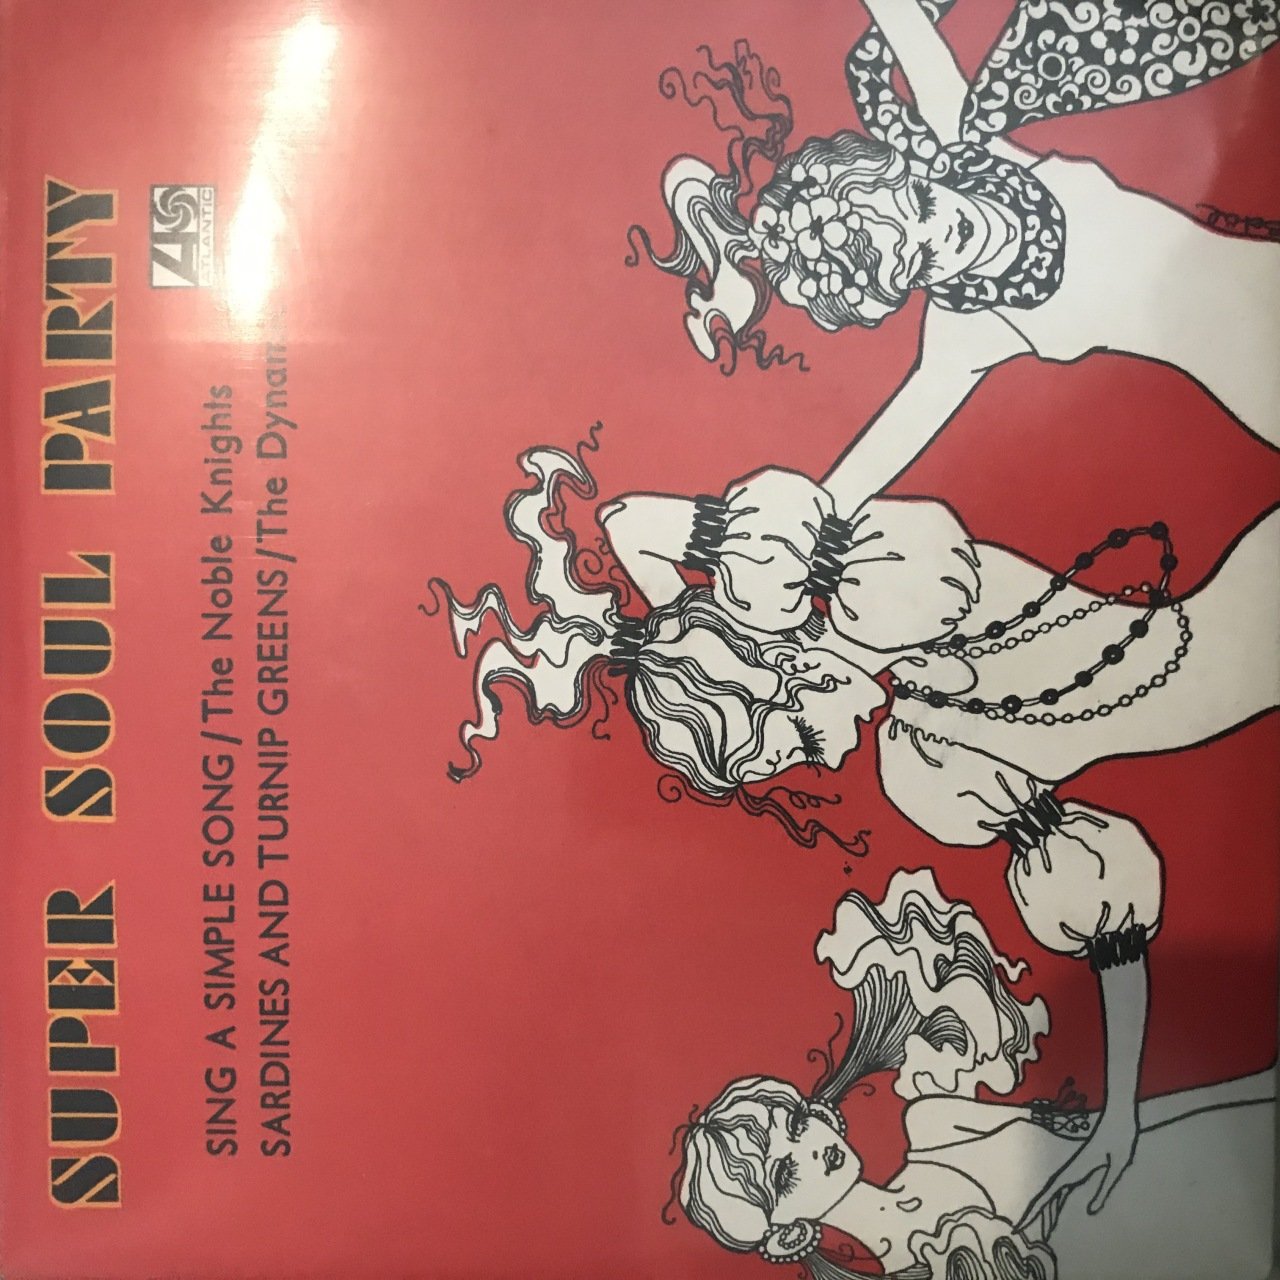 SUPER SOUL PARTY
ATLANTIC
SING A SIMPLE SONG/The Noble Knights
SARDINES AND TURNIP GREENS/The